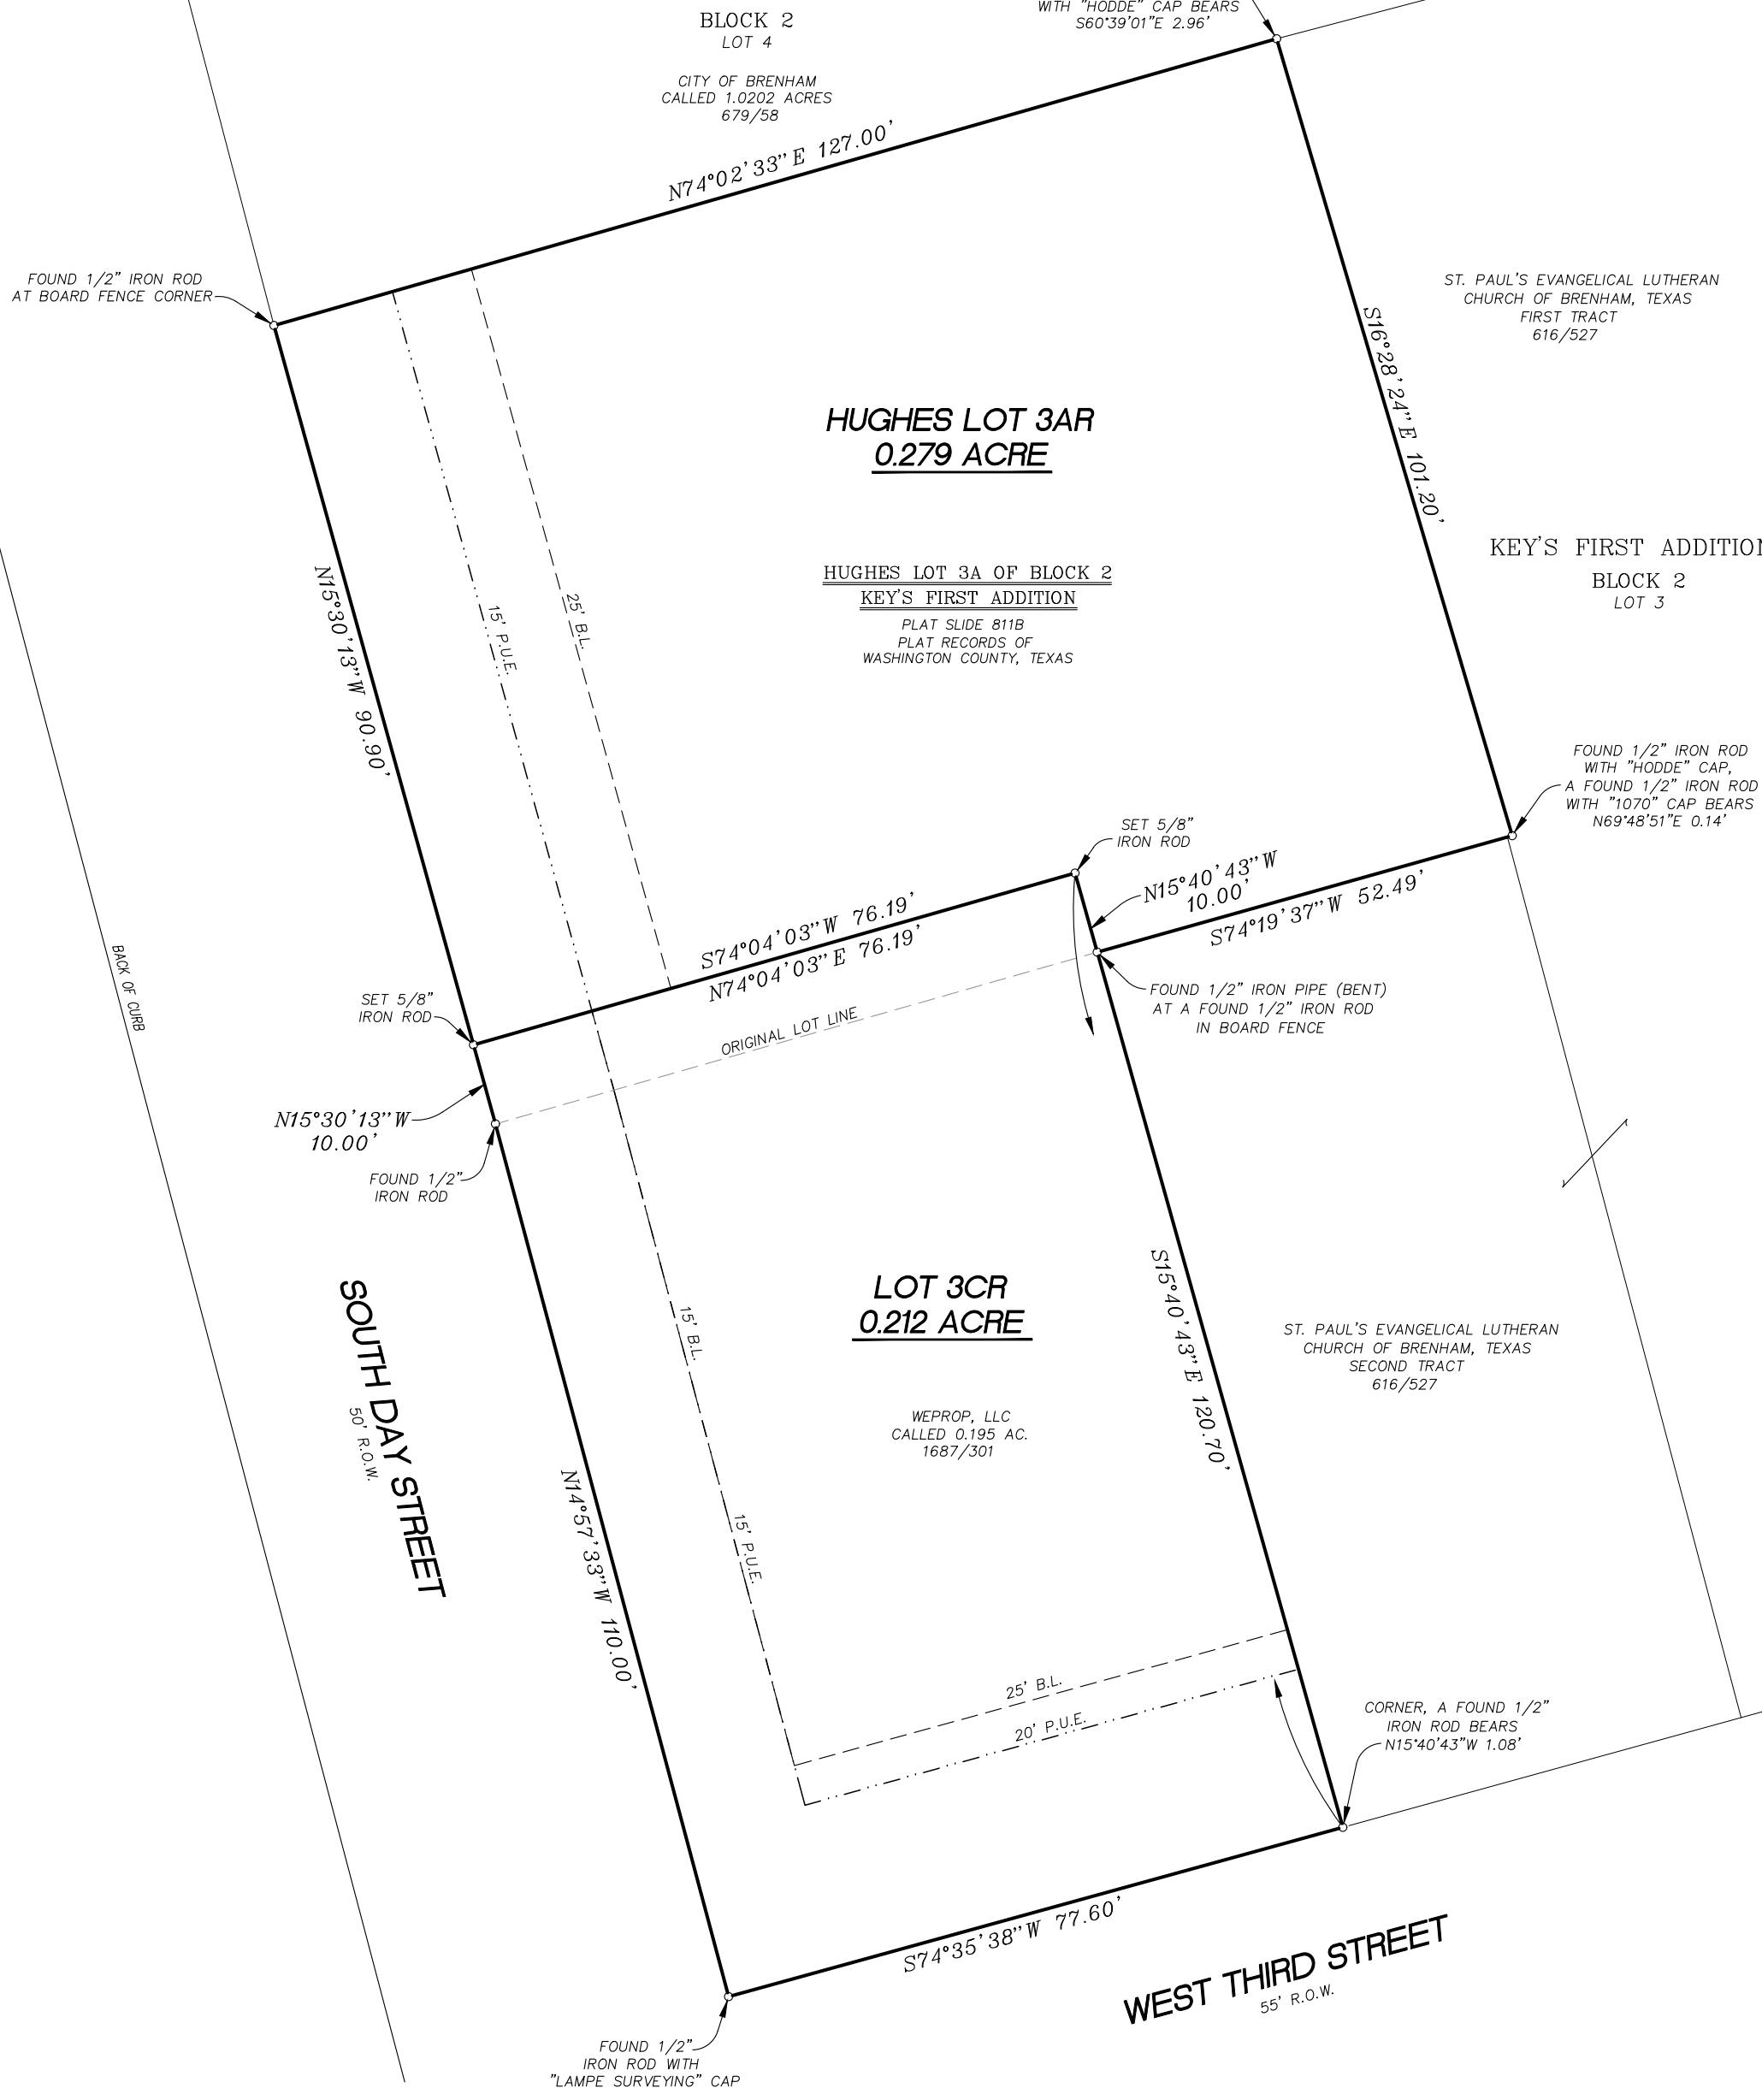 BLOCK 2
LOT 4
CITY OF BRENHAM
CALLED 1.0202 ACRES
679/58
WITH "HODDE" CAP BEARS
S60°39'01"E 2.96'
N74°02'33"E 127.00'
FOUND 1/2" IRON ROD
AT BOARD FENCE CORNER
ST. PAUL'S EVANGELICAL LUTHERAN
CHURCH OF BRENHAM, TEXAS
FIRST TRACT
616/527
S16°28'24"E 101.20'
HUGHES LOT 3AR
0.279 ACRE
KEY'S FIRST ADDITION
BLOCK 2
LOT 3
HUGHES LOT 3A OF BLOCK 2
KEY'S FIRST ADDITION
PLAT SLIDE 811B
PLAT RECORDS OF
WASHINGTON COUNTY, TEXAS
N15°30'13"W 90.90'
15' P.U.E.
25' B.L.
FOUND 1/2" IRON ROD
WITH "HODDE" CAP,
A FOUND 1/2" IRON ROD
WITH "1070" CAP BEARS
N69°48'51"E 0.14'
SET 5/8"
IRON ROD
N15°40'43"W
10.00'
S74°19'37"W 52.49'
S74°04'03"W 76.19'
N74°04'03"E 76.19'
BACK OF CURB
SET 5/8"
IRON ROD
ORIGINAL LOT LINE
FOUND 1/2" IRON PIPE (BENT)
AT A FOUND 1/2" IRON ROD
IN BOARD FENCE
N15°30'13"W
10.00'
FOUND 1/2"
IRON ROD
SOUTH DAY STREET
50' R.O.W.
15' B.L.
LOT 3CR
0.212 ACRE
S15°40'43"E 120.70'
ST. PAUL'S EVANGELICAL LUTHERAN
CHURCH OF BRENHAM, TEXAS
SECOND TRACT
616/527
WEPROP, LLC
CALLED 0.195 AC.
1687/301
N14°57'33"W 110.00'
15' P.U.E.
25' B.L.
20' P.U.E.
CORNER, A FOUND 1/2"
IRON ROD BEARS
N15°40'43"W 1.08'
S74°35'38"W 77.60'
WEST THIRD STREET
55' R.O.W.
FOUND 1/2"
IRON ROD WITH
"LAMPE SURVEYING" CAP